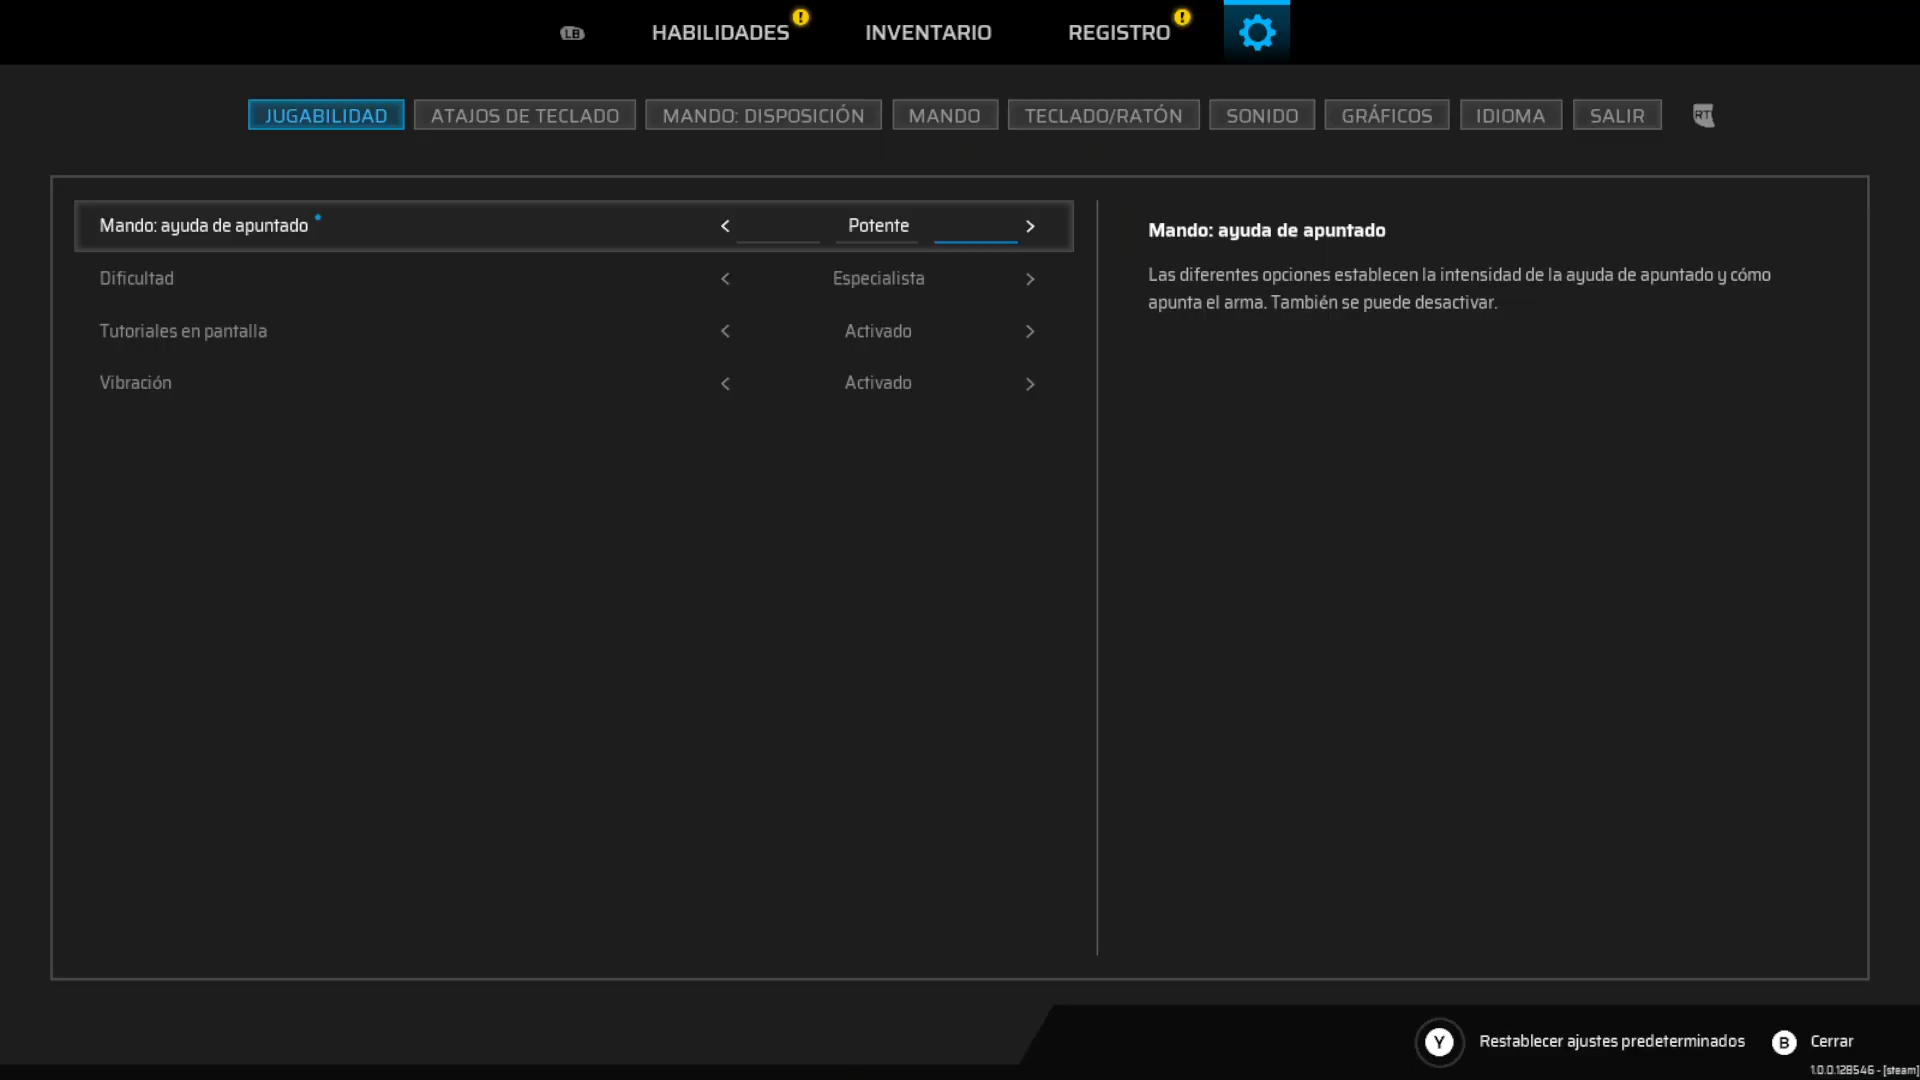 LB HABILIDADES ! INVENTARIO REGISTRO !
JUGABILIDAD ATAJOS DE TECLADO MANDO: DISPOSICIÓN MANDO TECLADO/RATÓN SONIDO GRÁFICOS IDIOMA SALIR RT
Mando: ayuda de apuntado < Potente >
Dificultad < Especialista >
Tutoriales en pantalla < Activado >
Vibración < Activado >
Mando: ayuda de apuntado
Las diferentes opciones establecen la intensidad de la ayuda de apuntado y cómo
apunta el arma. También se puede desactivar.
Y Restablecer ajustes predeterminados B Cerrar
1.0.0.128546 - [steam]